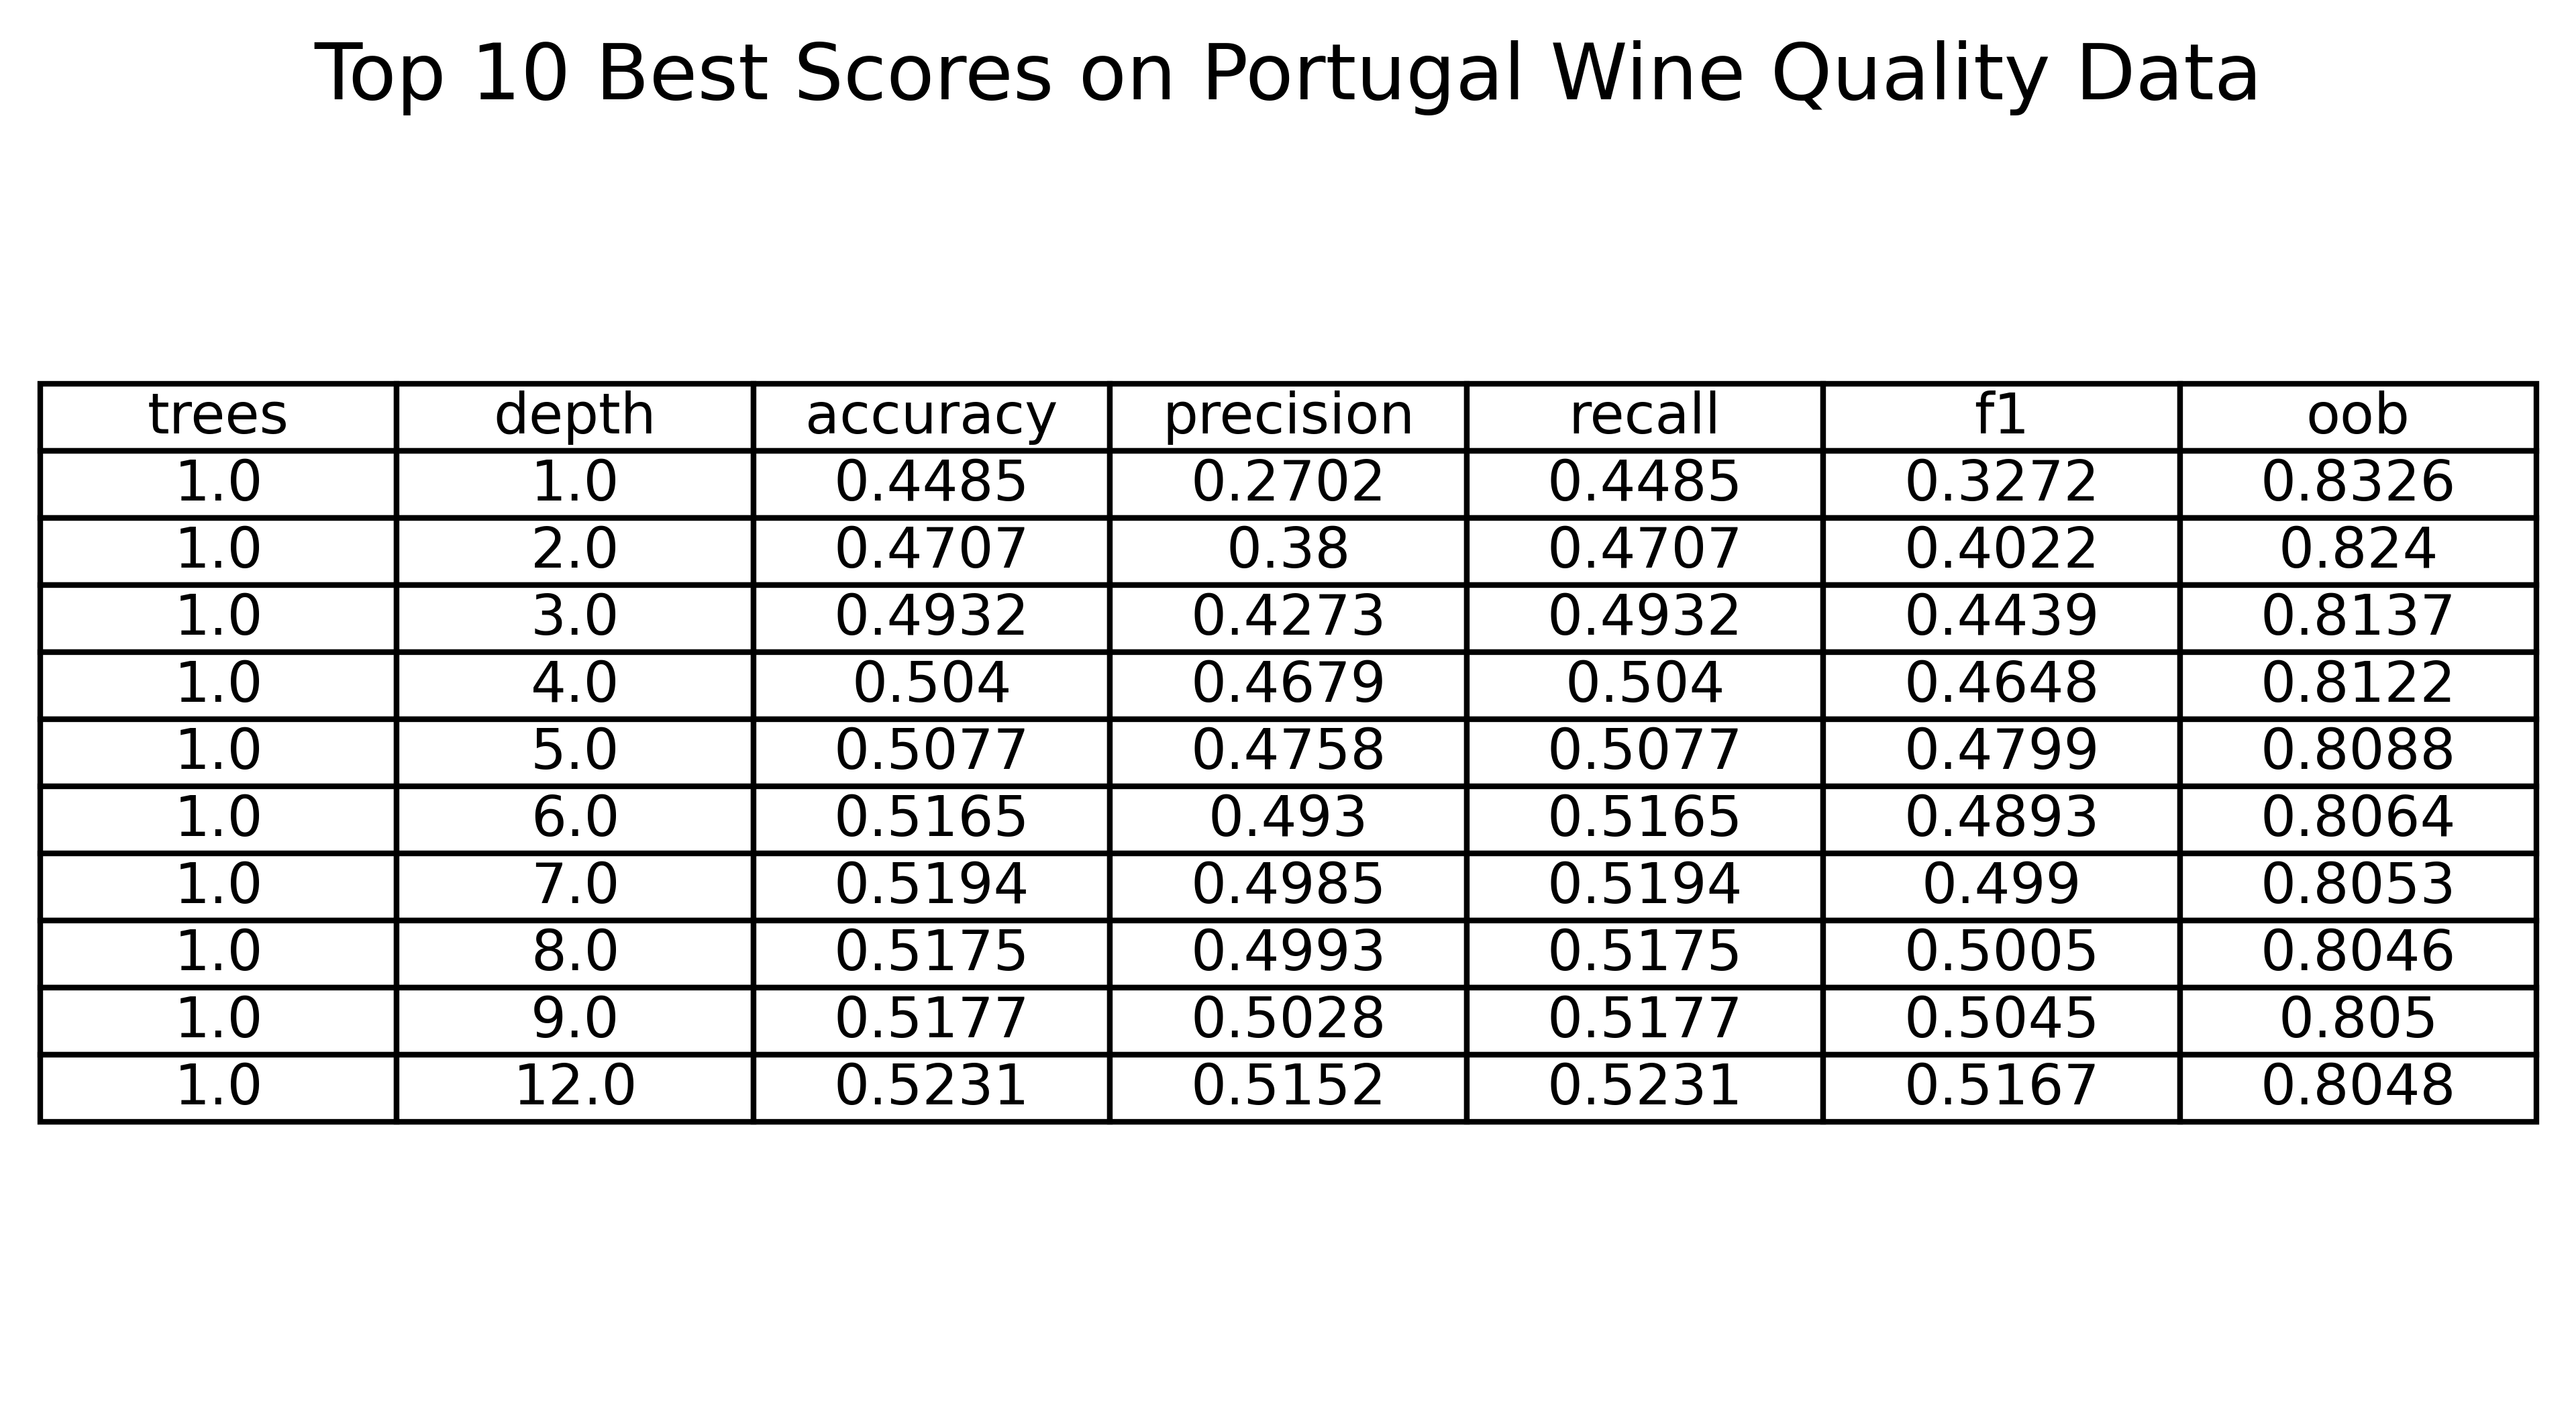 Top 10 Best Scores on Portugal Wine Quality Data
trees depth accuracy precision recall f1 oob
1.0 1.0 0.4485 0.2702 0.4485 0.3272 0.8326
1.0 2.0 0.4707 0.38 0.4707 0.4022 0.824
1.0 3.0 0.4932 0.4273 0.4932 0.4439 0.8137
1.0 4.0 0.504 0.4679 0.504 0.4648 0.8122
1.0 5.0 0.5077 0.4758 0.5077 0.4799 0.8088
1.0 6.0 0.5165 0.493 0.5165 0.4893 0.8064
1.0 7.0 0.5194 0.4985 0.5194 0.499 0.8053
1.0 8.0 0.5175 0.4993 0.5175 0.5005 0.8046
1.0 9.0 0.5177 0.5028 0.5177 0.5045 0.805
1.0 12.0 0.5231 0.5152 0.5231 0.5167 0.8048